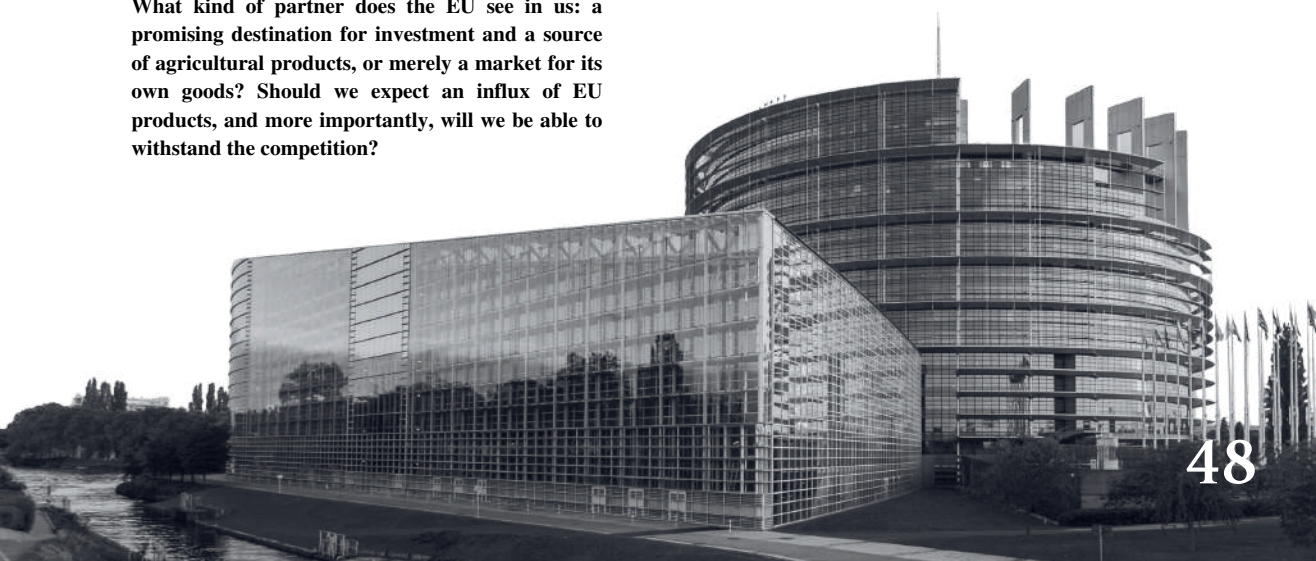 What kind of partner does the EU see in us: a
promising destination for investment and a source
of agricultural products, or merely a market for its
own goods? Should we expect an influx of EU
products, and more importantly, will we be able to
withstand the competition?
48